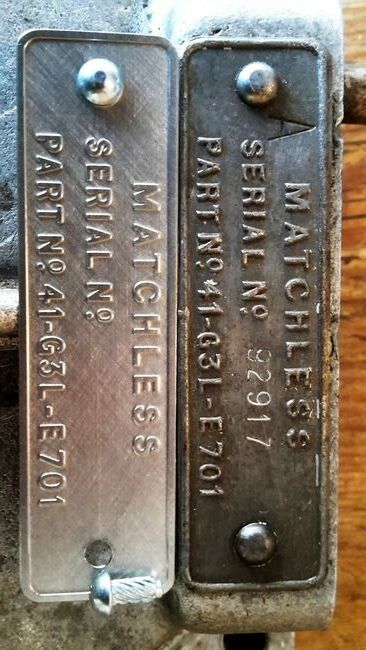 MATCHLESS
SERIAL Nº
PART Nº 41-G3L-E701
A
MATCHLESS
SERIAL Nº 92917
PART Nº 41-G3L-E701